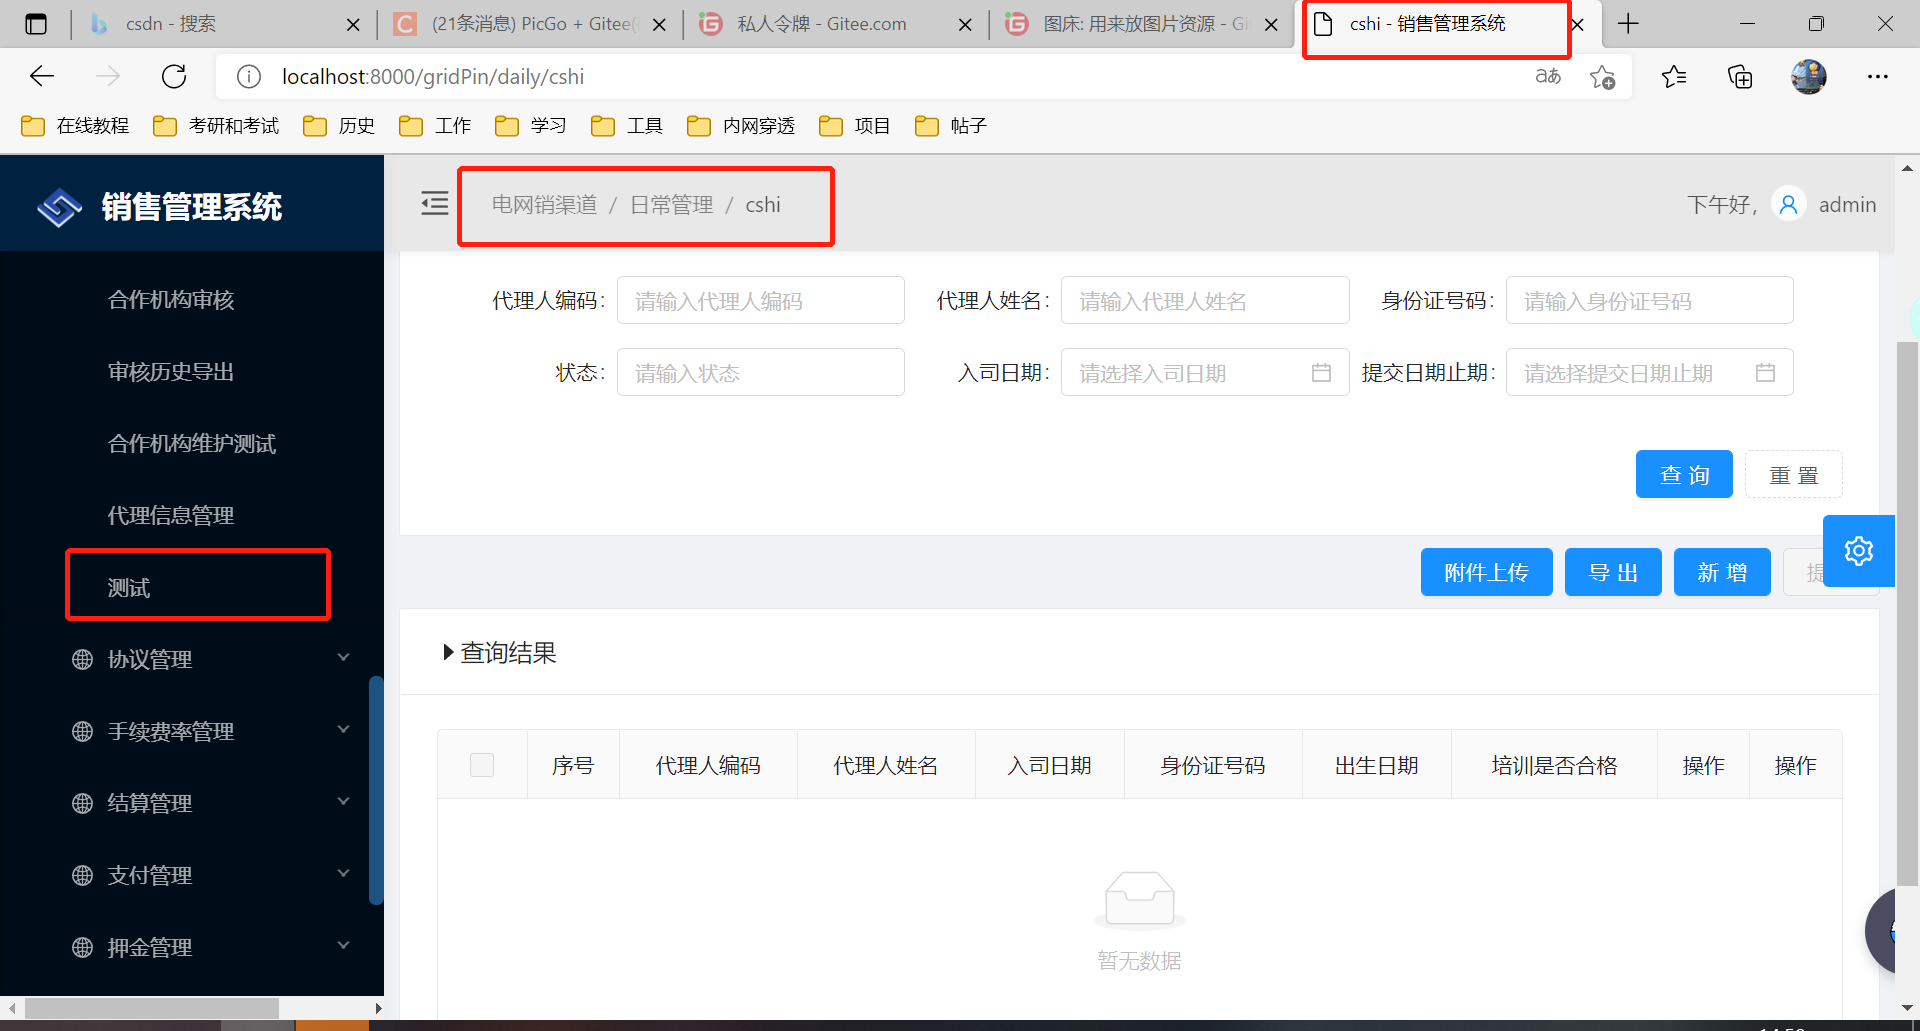 csdn - 搜索
(21条消息) PicGo + Gitee(
私人令牌 - Gitee.com
图床: 用来放图片资源 - Gi
cshi - 销售管理系统
localhost:8000/gridPin/daily/cshi
aあ
在线教程
考研和考试
历史
工作
学习
工具
内网穿透
项目
帖子
销售管理系统
电网销渠道 / 日常管理 / cshi
下午好, admin
合作机构审核
审核历史导出
合作机构维护测试
代理信息管理
测试
协议管理
手续费率管理
结算管理
支付管理
押金管理
代理人编码: 请输入代理人编码
代理人姓名: 请输入代理人姓名
身份证号码: 请输入身份证号码
状态: 请输入状态
入司日期: 请选择入司日期
提交日期止期: 请选择提交日期止期
查 询
重 置
附件上传
导 出
新 增
提
查询结果
序号 代理人编码 代理人姓名 入司日期 身份证号码 出生日期 培训是否合格 操作 操作
暂无数据